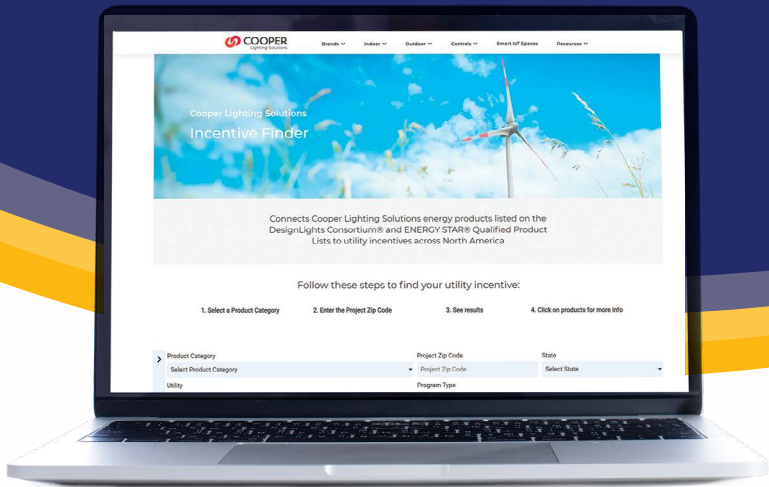 COOPER
Lighting Solutions
Brands
Indoor
Outdoor
Controls
Smart IoT Spaces
Resources
Cooper Lighting Solutions
Incentive Finder
Connects Cooper Lighting Solutions energy products listed on the
DesignLights Consortium® and ENERGY STAR® Qualified Product
Lists to utility incentives across North America
Follow these steps to find your utility incentive:
1. Select a Product Category
2. Enter the Project Zip Code
3. See results
4. Click on products for more info
Product Category
Project Zip Code
State
Select Product Category
Project Zip Code
Select State
Utility
Program Type